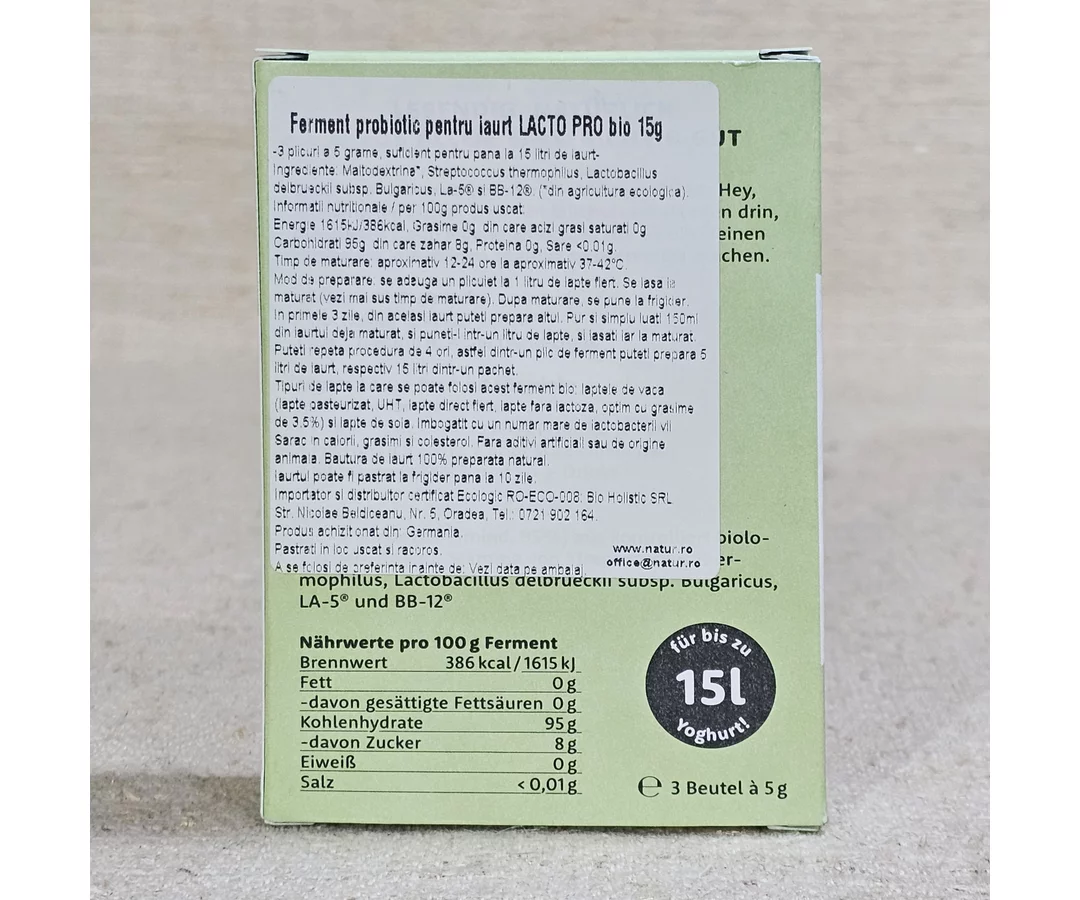 Ferment probiotic pentru iaurt LACTO PRO bio 15g
-3 plicuri a 5 grame, suficient pentru pana la 15 litri de iaurt-
Ingrediente: Maltodextrina*, Streptococcus thermophilus, Lactobacillus
delbrueckii subsp. Bulgaricus, La-5® si BB-12®. (*din agricultura ecologica).
Informatii nutritionale / per 100g produs uscat:
Energie 1615kJ/386kcal, Grasime 0g din care acizi grasi saturati 0g
Carbohidrati 95g din care zahar 8g, Proteina 0g, Sare <0.01g.
Timp de maturare: aproximativ 12-24 ore la aproximativ 37-42°C.
Mod de preparare: se adauga un pliculet la 1 litru de lapte fiert. Se lasa la
maturat (vezi mai sus timp de maturare). Dupa maturare, se pune la frigider.
In primele 3 zile, din acelasi iaurt puteti prepara altul. Pur si simplu luati 150ml
din iaurtul deja maturat, si puneti-l intr-un litru de lapte, si lasati iar la maturat.
Puteti repeta procedura de 4 ori, astfel dintr-un plic de ferment puteti prepara 5
litri de iaurt, respectiv 15 litri dintr-un pachet.
Tipuri de lapte la care se poate folosi acest ferment bio: laptele de vaca
(lapte pasteurizat, UHT, lapte direct fiert, lapte fara lactoza, optim cu grasime
de 3.5%) si lapte de soia. Imbogatit cu un numar mare de lactobacterii vii
Sarac in calorii, grasimi si colesterol. Fara aditivi artificiali sau de origine
animala. Bautura de iaurt 100% preparata natural.
Iaurtul poate fi pastrat la frigider pana la 10 zile.
Importator si distribuitor certificat Ecologic RO-ECO-008: Bio Holistic SRL
Str. Nicolae Beldiceanu, Nr. 5, Oradea, Tel.: 0721 902 164.
Produs achizitionat din: Germania.
Pastrati in loc uscat si racoros.
A se folosi de preferinta inainte de: Vezi data pe ambalaj.
www.natur.ro
office@natur.ro
UT
Hey,
n drin,
einen
chen.
biolo-
er-
mophilus, Lactobacillus delbrueckii subsp. Bulgaricus,
LA-5® und BB-12®
Nährwerte pro 100 g Ferment
Brennwert 386 kcal / 1615 kJ
Fett 0 g
-davon gesättigte Fettsäuren 0 g
Kohlenhydrate 95 g
-davon Zucker 8 g
Eiweiß 0 g
Salz < 0,01 g
für bis zu
15l
Yoghurt!
℮ 3 Beutel à 5 g